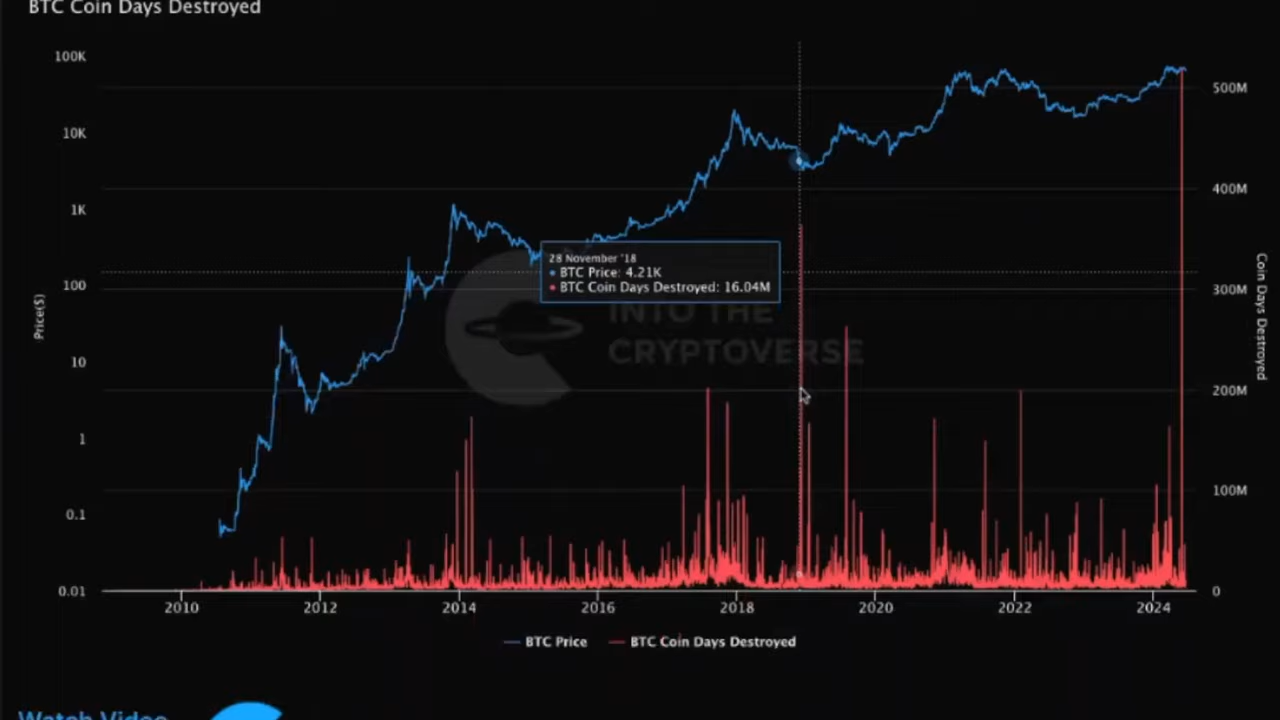 BTC Coin Days Destroyed
100K
10K
1K
100
10
1
0.1
0.01
Price($)
28 November '18
BTC Price: 4.21K
BTC Coin Days Destroyed: 16.04M
INTO THE
CRYPTOVERSE
500M
400M
300M
200M
100M
0
Coin Days Destroyed
2010 2012 2014 2016 2018 2020 2022 2024
BTC Price BTC Coin Days Destroyed
Watch Video